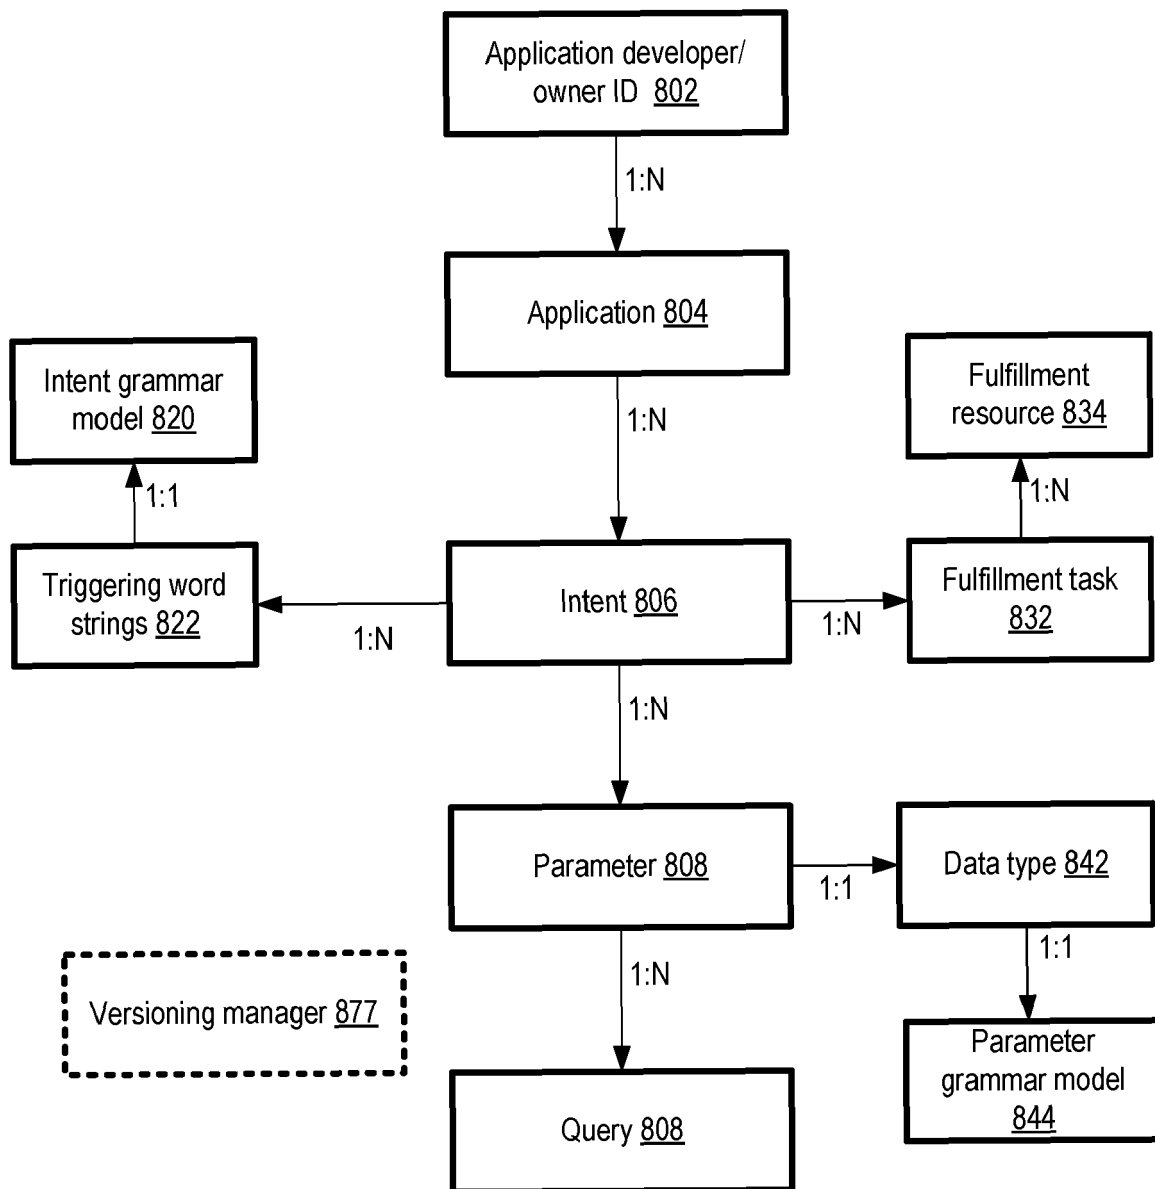 Application developer/
owner ID 802
1:N
Application 804
1:N
Intent grammar
model 820
Fulfillment
resource 834
1:1
1:N
Triggering word
strings 822
Intent 806
Fulfillment task
832
1:N
1:N
1:N
Parameter 808
Data type 842
1:1
1:1
1:N
Versioning manager 877
Parameter
grammar model
844
Query 808